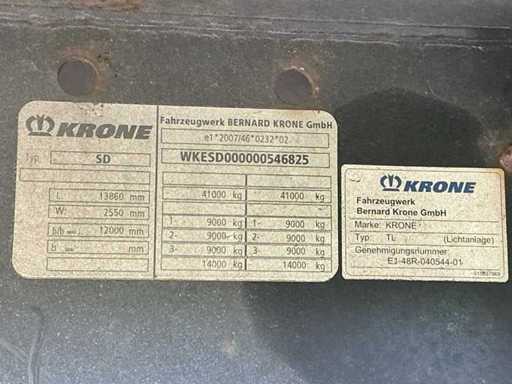 KRONE
Fahrzeugwerk BERNARD KRONE GmbH
e1*2007/46*0232*02
Typ: SD
WKESD000000546825
L 13860 mm
W: 2550 mm
12000 mm
b mm
41000 kg 41000 kg
1- 9000 kg 1- 9000 kg
2- 9000 kg 2- 9000 kg
3- 9000 kg 3- 9000 kg
14000 kg 14000 kg
KRONE
Fahrzeugwerk
Bernard Krone GmbH
Marke: KRONE
Typ: TL (Lichtanlage)
Genehmigungsnummer
E1-48R-040544-01